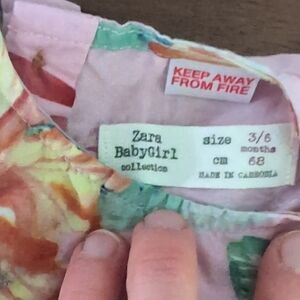 KEEP AWAY
FROM FIRE
Zara
BabyGirl
collection
size 3/6
months
cm 68
MADE IN CAMBODIA